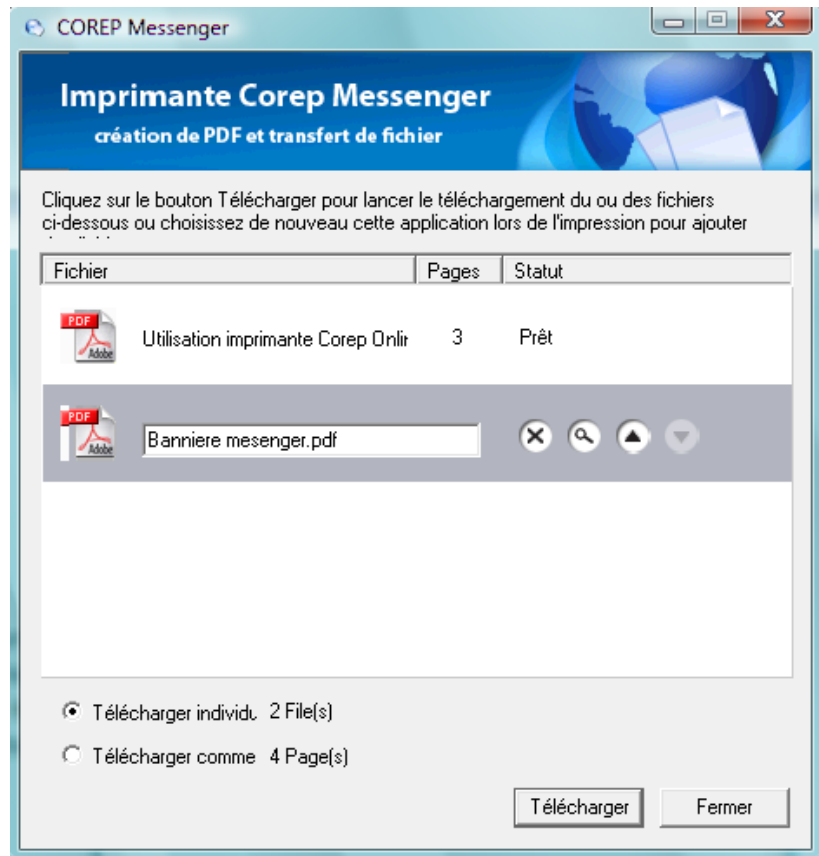 COREP Messenger
Imprimante Corep Messenger
création de PDF et transfert de fichier
Cliquez sur le bouton Télécharger pour lancer le téléchargement du ou des fichiers
ci-dessous ou choisissez de nouveau cette application lors de l'impression pour ajouter
Fichier Pages Statut
PDF Adobe
Utilisation imprimante Corep Onlin 3 Prêt
PDF Adobe
Banniere mesenger.pdf
Télécharger individu 2 File(s)
Télécharger comme 4 Page(s)
Télécharger Fermer